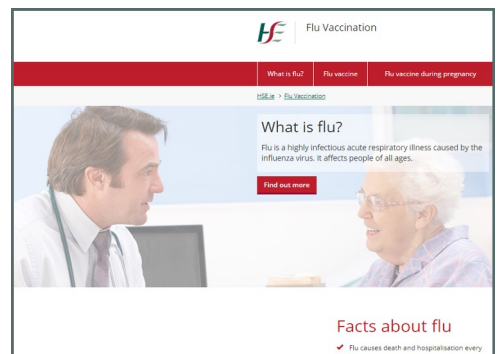 HE
Flu Vaccination
What is flu?
Flu vaccine
Flu vaccine during pregnancy
HSE.ie > Flu Vaccination
What is flu?
Flu is a highly infectious acute respiratory illness caused by the
influenza virus. It affects people of all ages.
Find out more
Facts about flu
Flu causes death and hospitalisation every